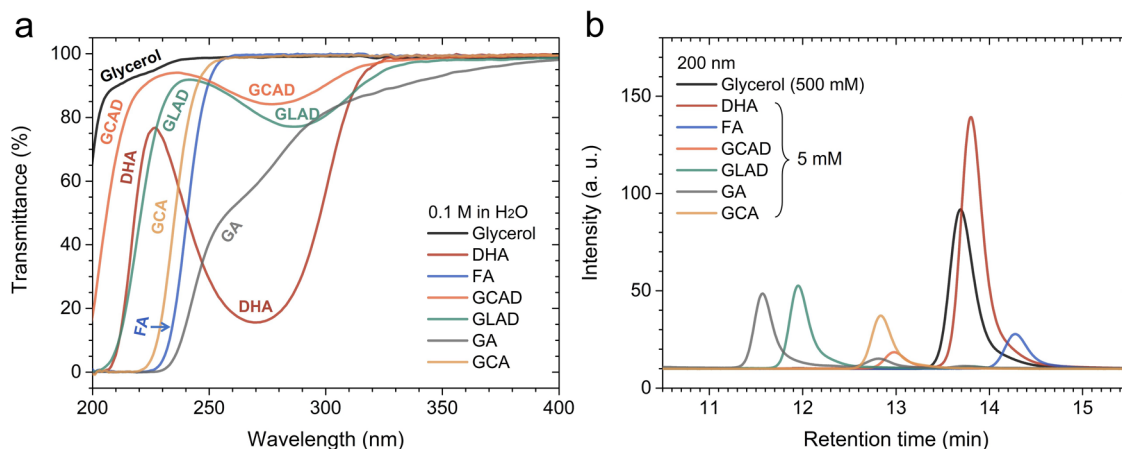 a
100
80
60
40
20
0
Transmittance (%)
200
250
300
350
400
Wavelength (nm)
Glycerol
GCAD
DHA
GLAD
GCA
FA
GA
GCAD
GLAD
DHA
0.1 M in H₂O
Glycerol
DHA
FA
GCAD
GLAD
GA
GCA
b
150
100
50
0
Intensity (a. u.)
11
12
13
14
15
Retention time (min)
200 nm
Glycerol (500 mM)
DHA
FA
GCAD
GLAD
GA
GCA
5 mM